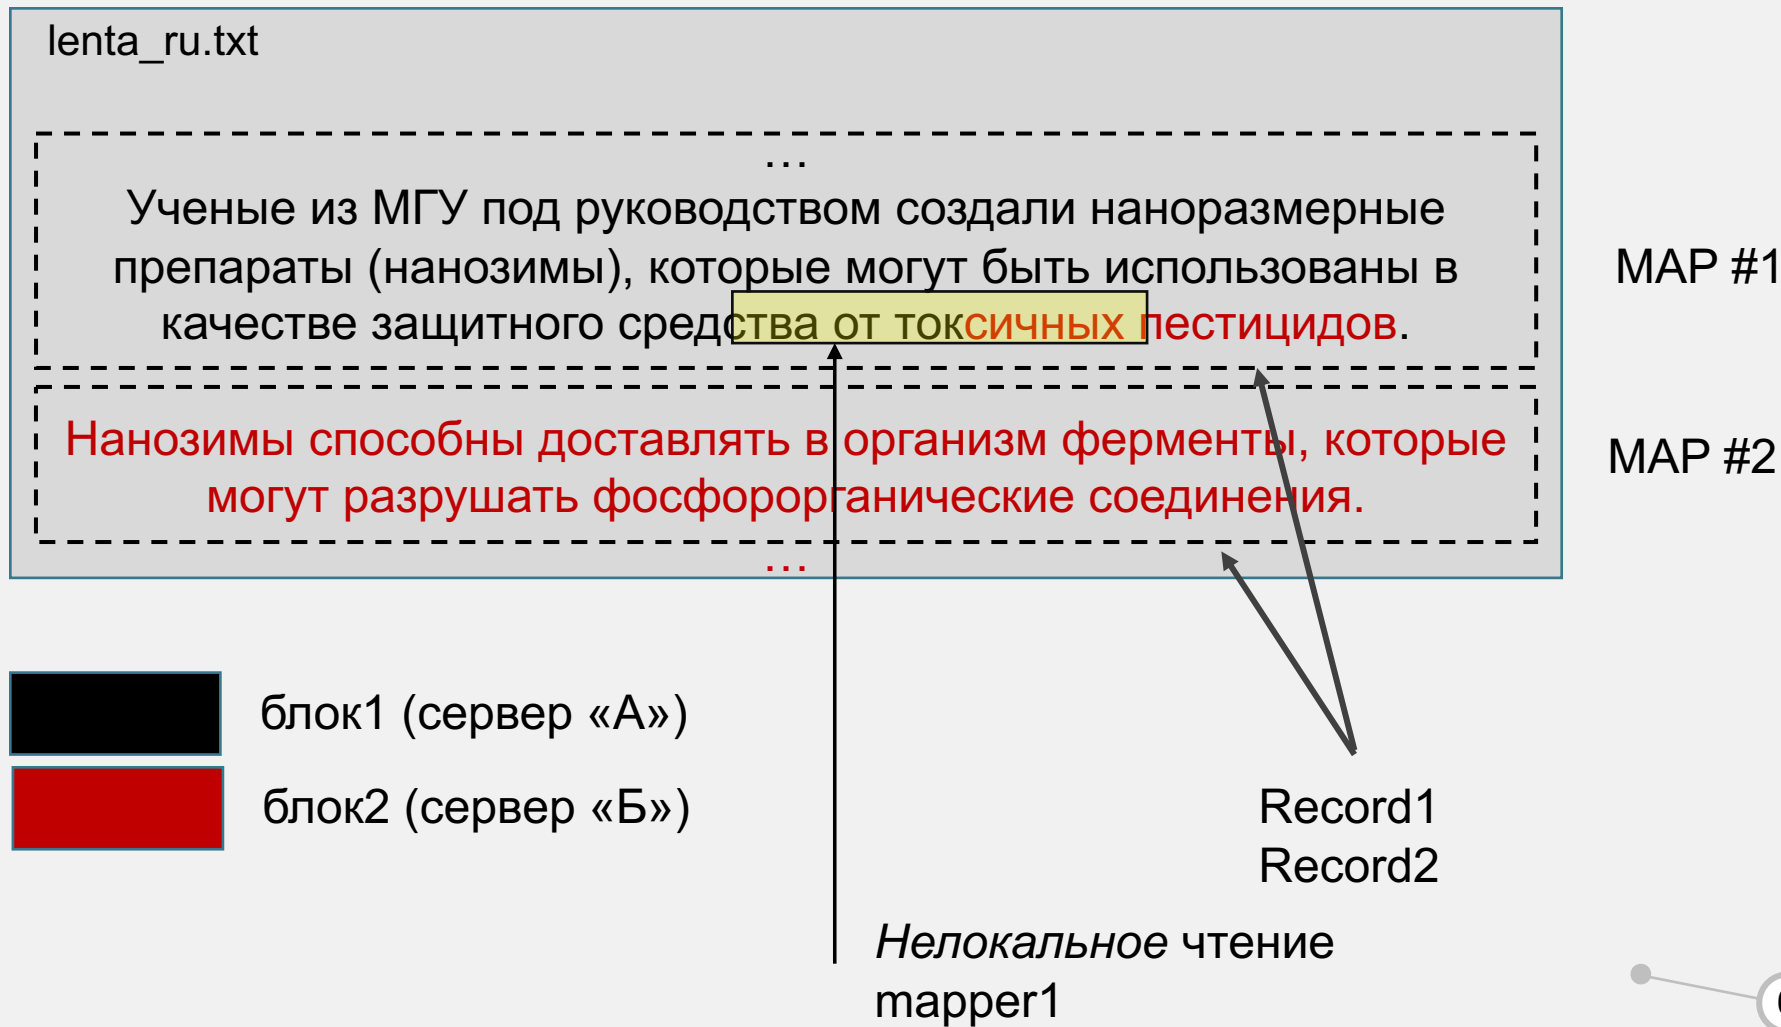 lenta_ru.txt
…
Ученые из МГУ под руководством создали наноразмерные
препараты (нанозимы), которые могут быть использованы в
качестве защитного средства от токсичных пестицидов.
MAP #1
Нанозимы способны доставлять в организм ферменты, которые
могут разрушать фосфорорганические соединения.
MAP #2
…
блок1 (сервер «А»)
блок2 (сервер «Б»)
Record1
Record2
Нелокальное чтение
mapper1